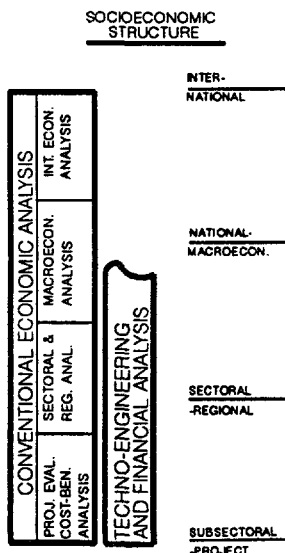 SOCIOECONOMIC
STRUCTURE
CONVENTIONAL ECONOMIC ANALYSIS
INT. ECON.
ANALYSIS
MACROECON.
ANALYSIS
SECTORAL &
REG. ANAL.
PROJ. EVAL.
COST-BEN.
ANALYSIS
TECHNO-ENGINEERING
AND FINANCIAL ANALYSIS
INTER-
NATIONAL
NATIONAL-
MACROECON.
SECTORAL
-REGIONAL
SUBSECTORAL
-PROJECT